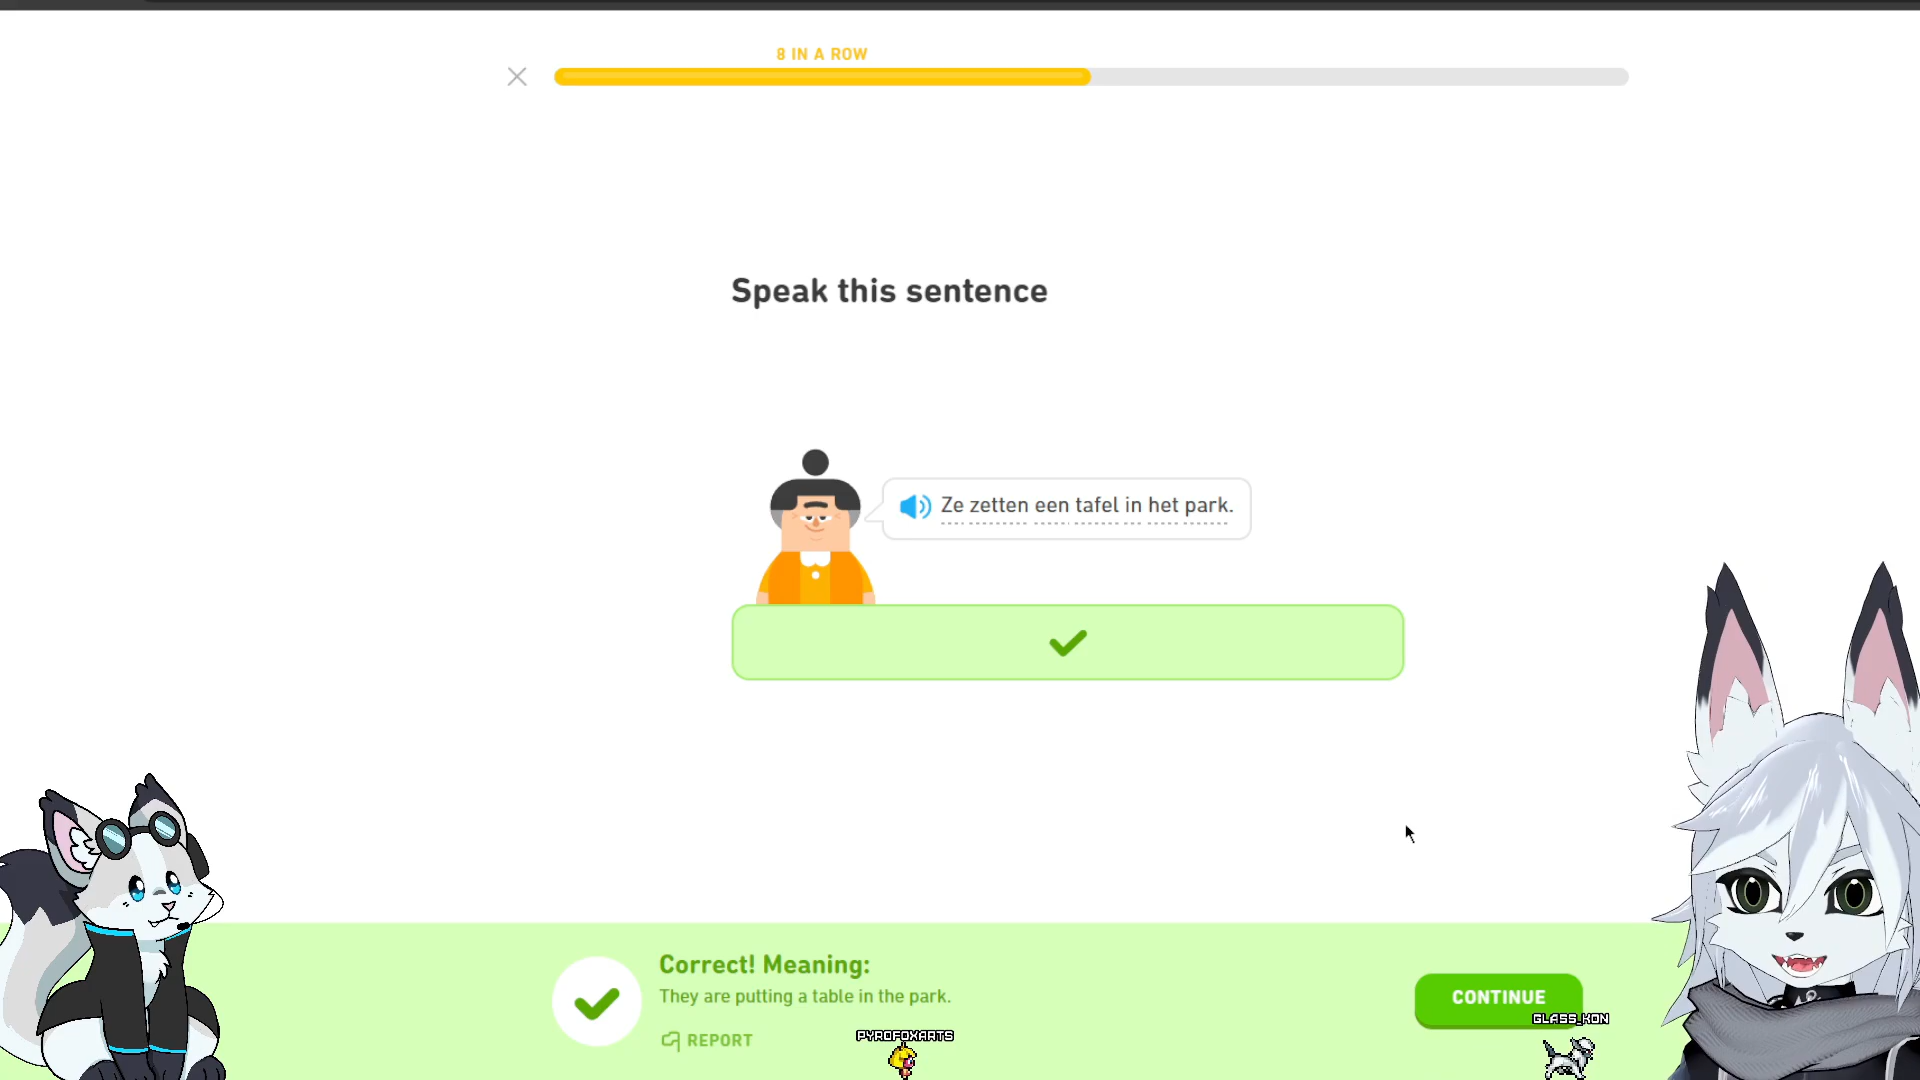 8 IN A ROW
Speak this sentence
Ze zetten een tafel in het park.
Correct! Meaning:
They are putting a table in the park.
CONTINUE
GLASS_KON
REPORT
PYROFOXARTS